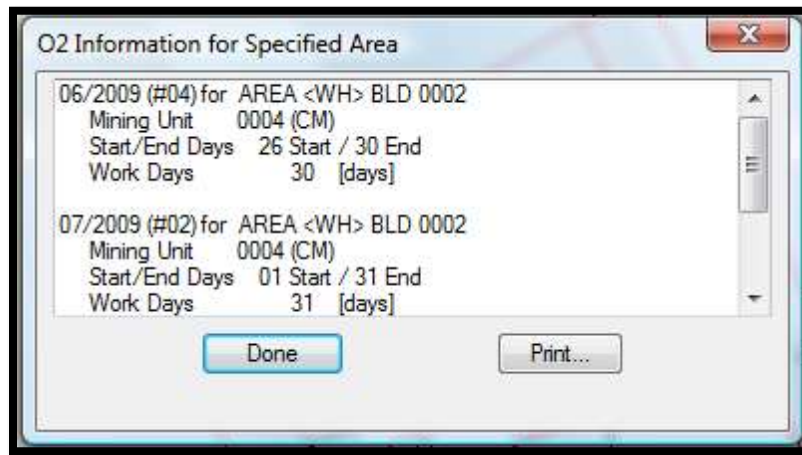 O2 Information for Specified Area
06/2009 (#04) for AREA <WH> BLD 0002
Mining Unit 0004 (CM)
Start/End Days 26 Start / 30 End
Work Days 30 [days]
07/2009 (#02) for AREA <WH> BLD 0002
Mining Unit 0004 (CM)
Start/End Days 01 Start / 31 End
Work Days 31 [days]
Done Print...